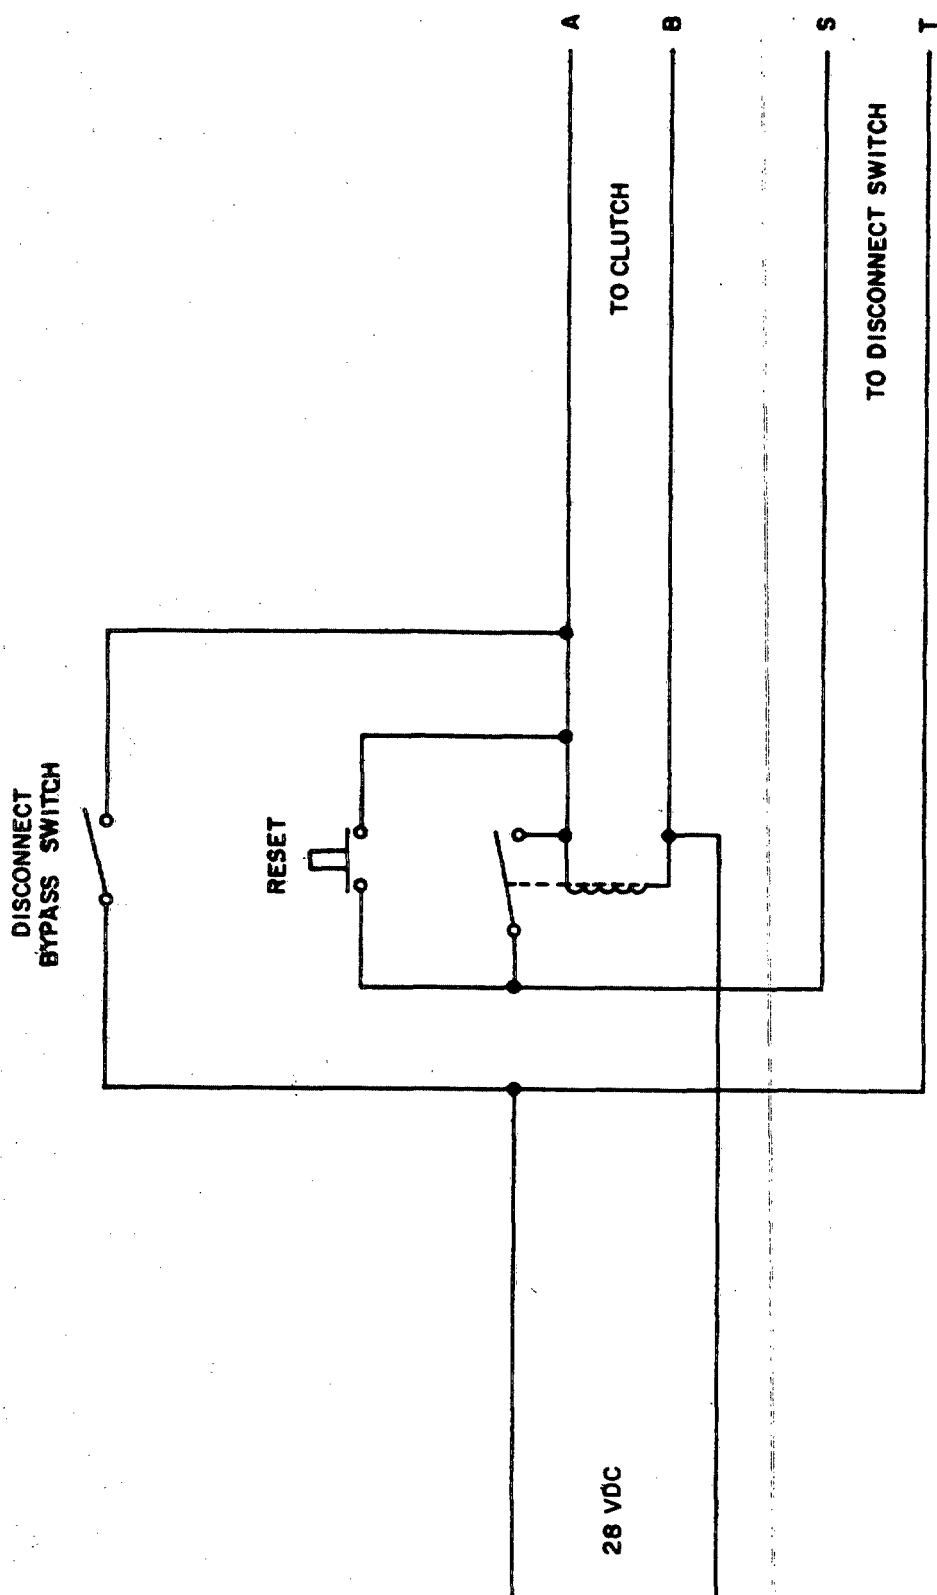 DISCONNECT
BYPASS SWITCH
RESET
28 VDC
A
TO CLUTCH
B
S
TO DISCONNECT SWITCH
T